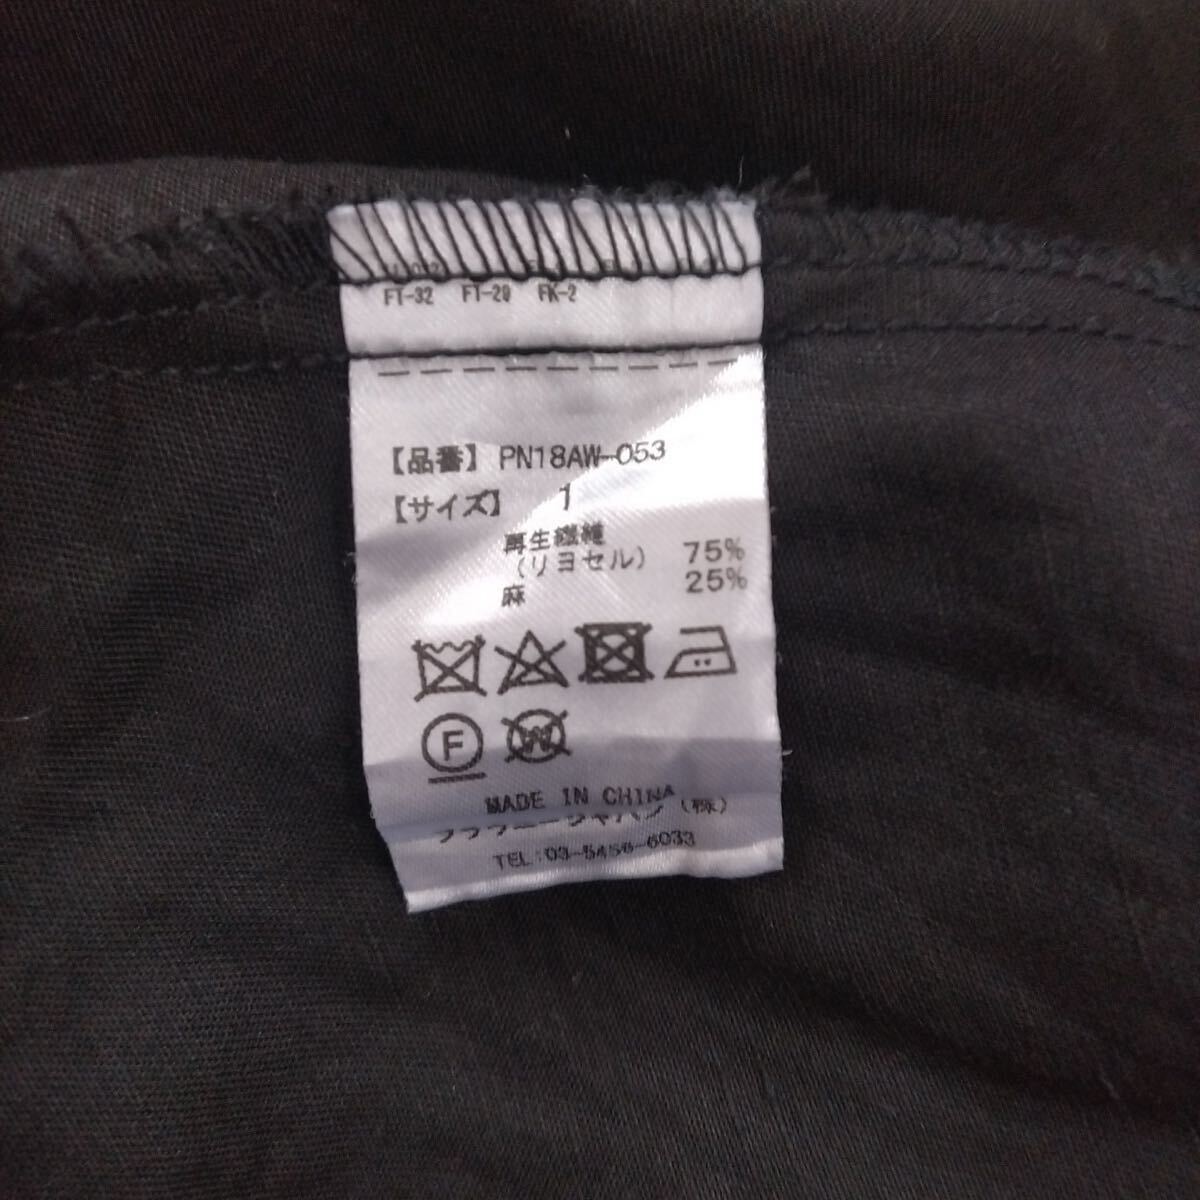 FT-32 FT-20 FK-2
【品番】 PN18AW-053
【サイズ】 1
再生繊維
(リヨセル) 75%
麻 25%
F
W
MADE IN CHINA
(株)
TEL:03-5456-6033